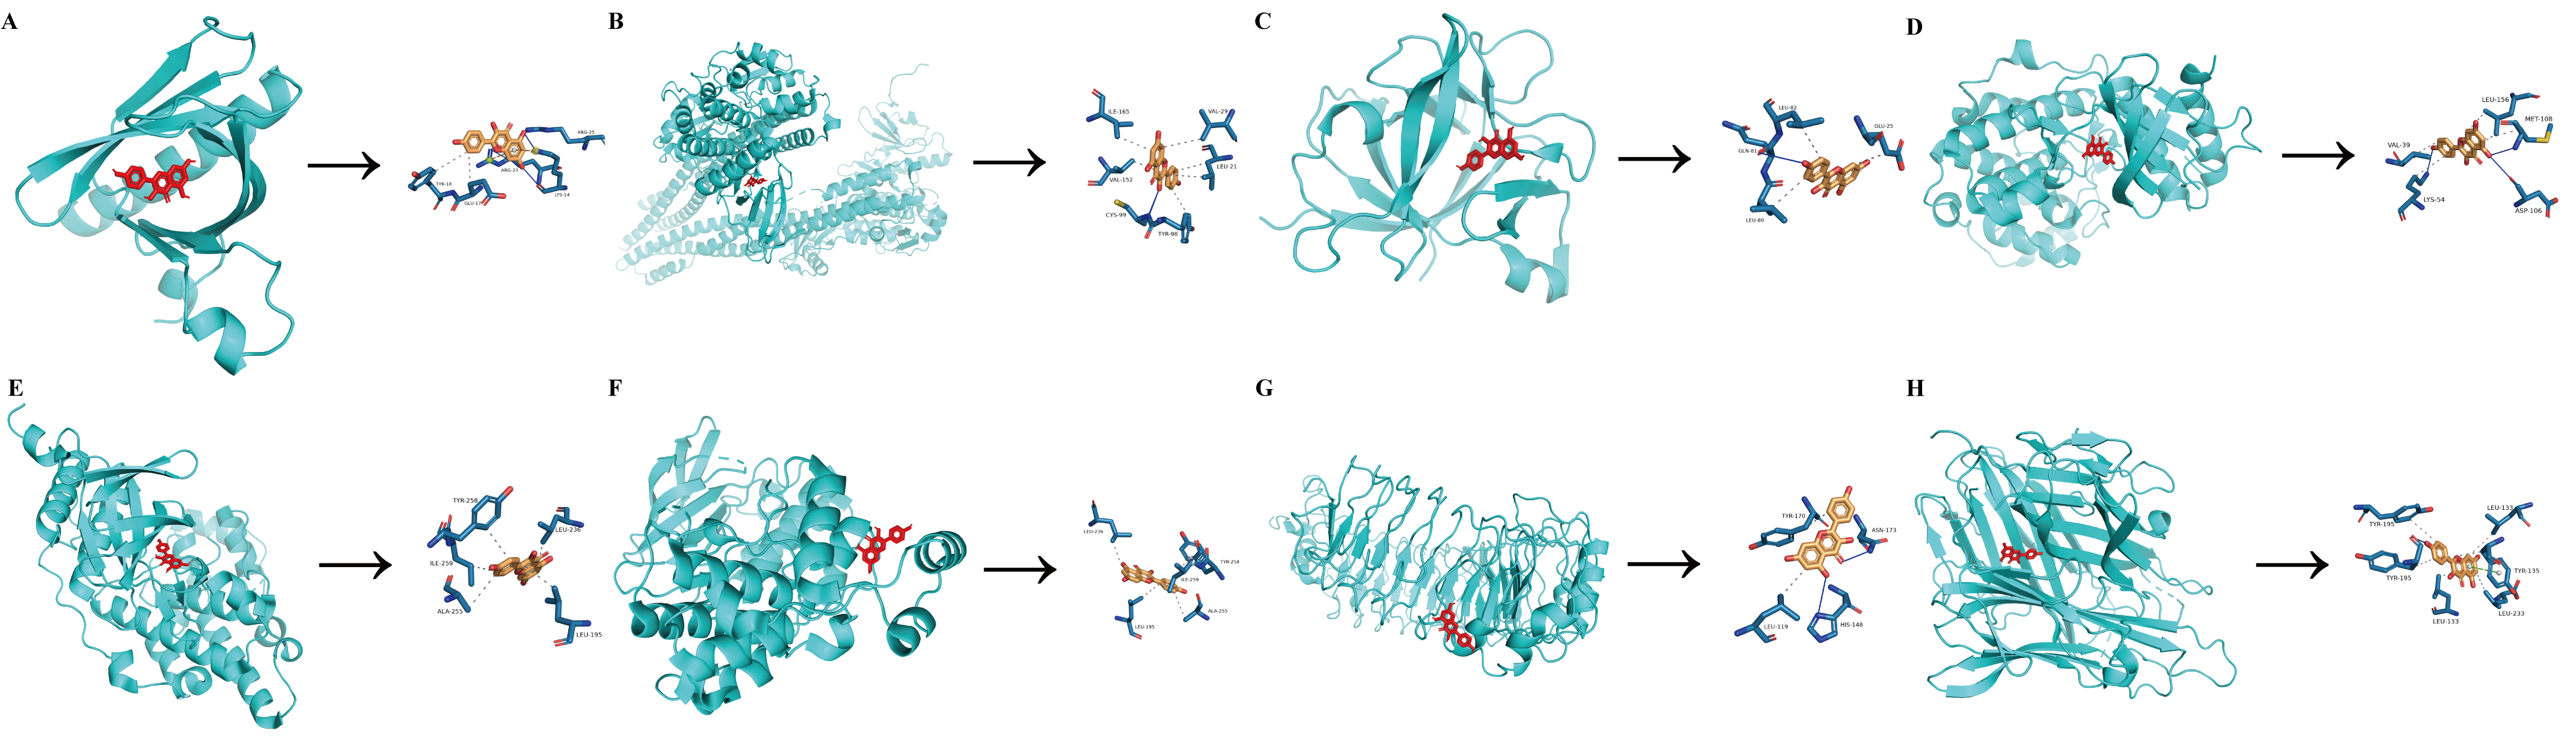 A
ARG-25
ARG-23
LYS-14
TYR-18
GLU-17
B
ILE-165
VAL-29
LEU-21
VAL-152
CYS-99
TYR-98
C
LEU-82
GLU-25
GLN-81
LEU-80
D
LEU-156
MET-108
VAL-39
LYS-54
ASP-106
E
TYR-258
LEU-236
ILE-259
ALA-255
LEU-195
F
LEU-236
TYR-258
ILE-259
ALA-255
LEU-195
G
TYR-170
ASN-173
LEU-119
HIS-148
H
LEU-133
TYR-195
TYR-135
TYR-195
LEU-233
LEU-133